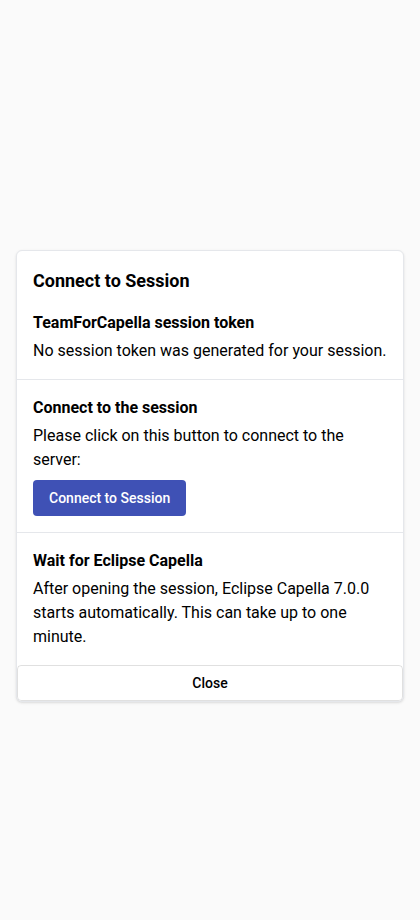 Connect to Session
TeamForCapella session token
No session token was generated for your session.
Connect to the session
Please click on this button to connect to the
server:
Connect to Session
Wait for Eclipse Capella
After opening the session, Eclipse Capella 7.0.0
starts automatically. This can take up to one
minute.
Close